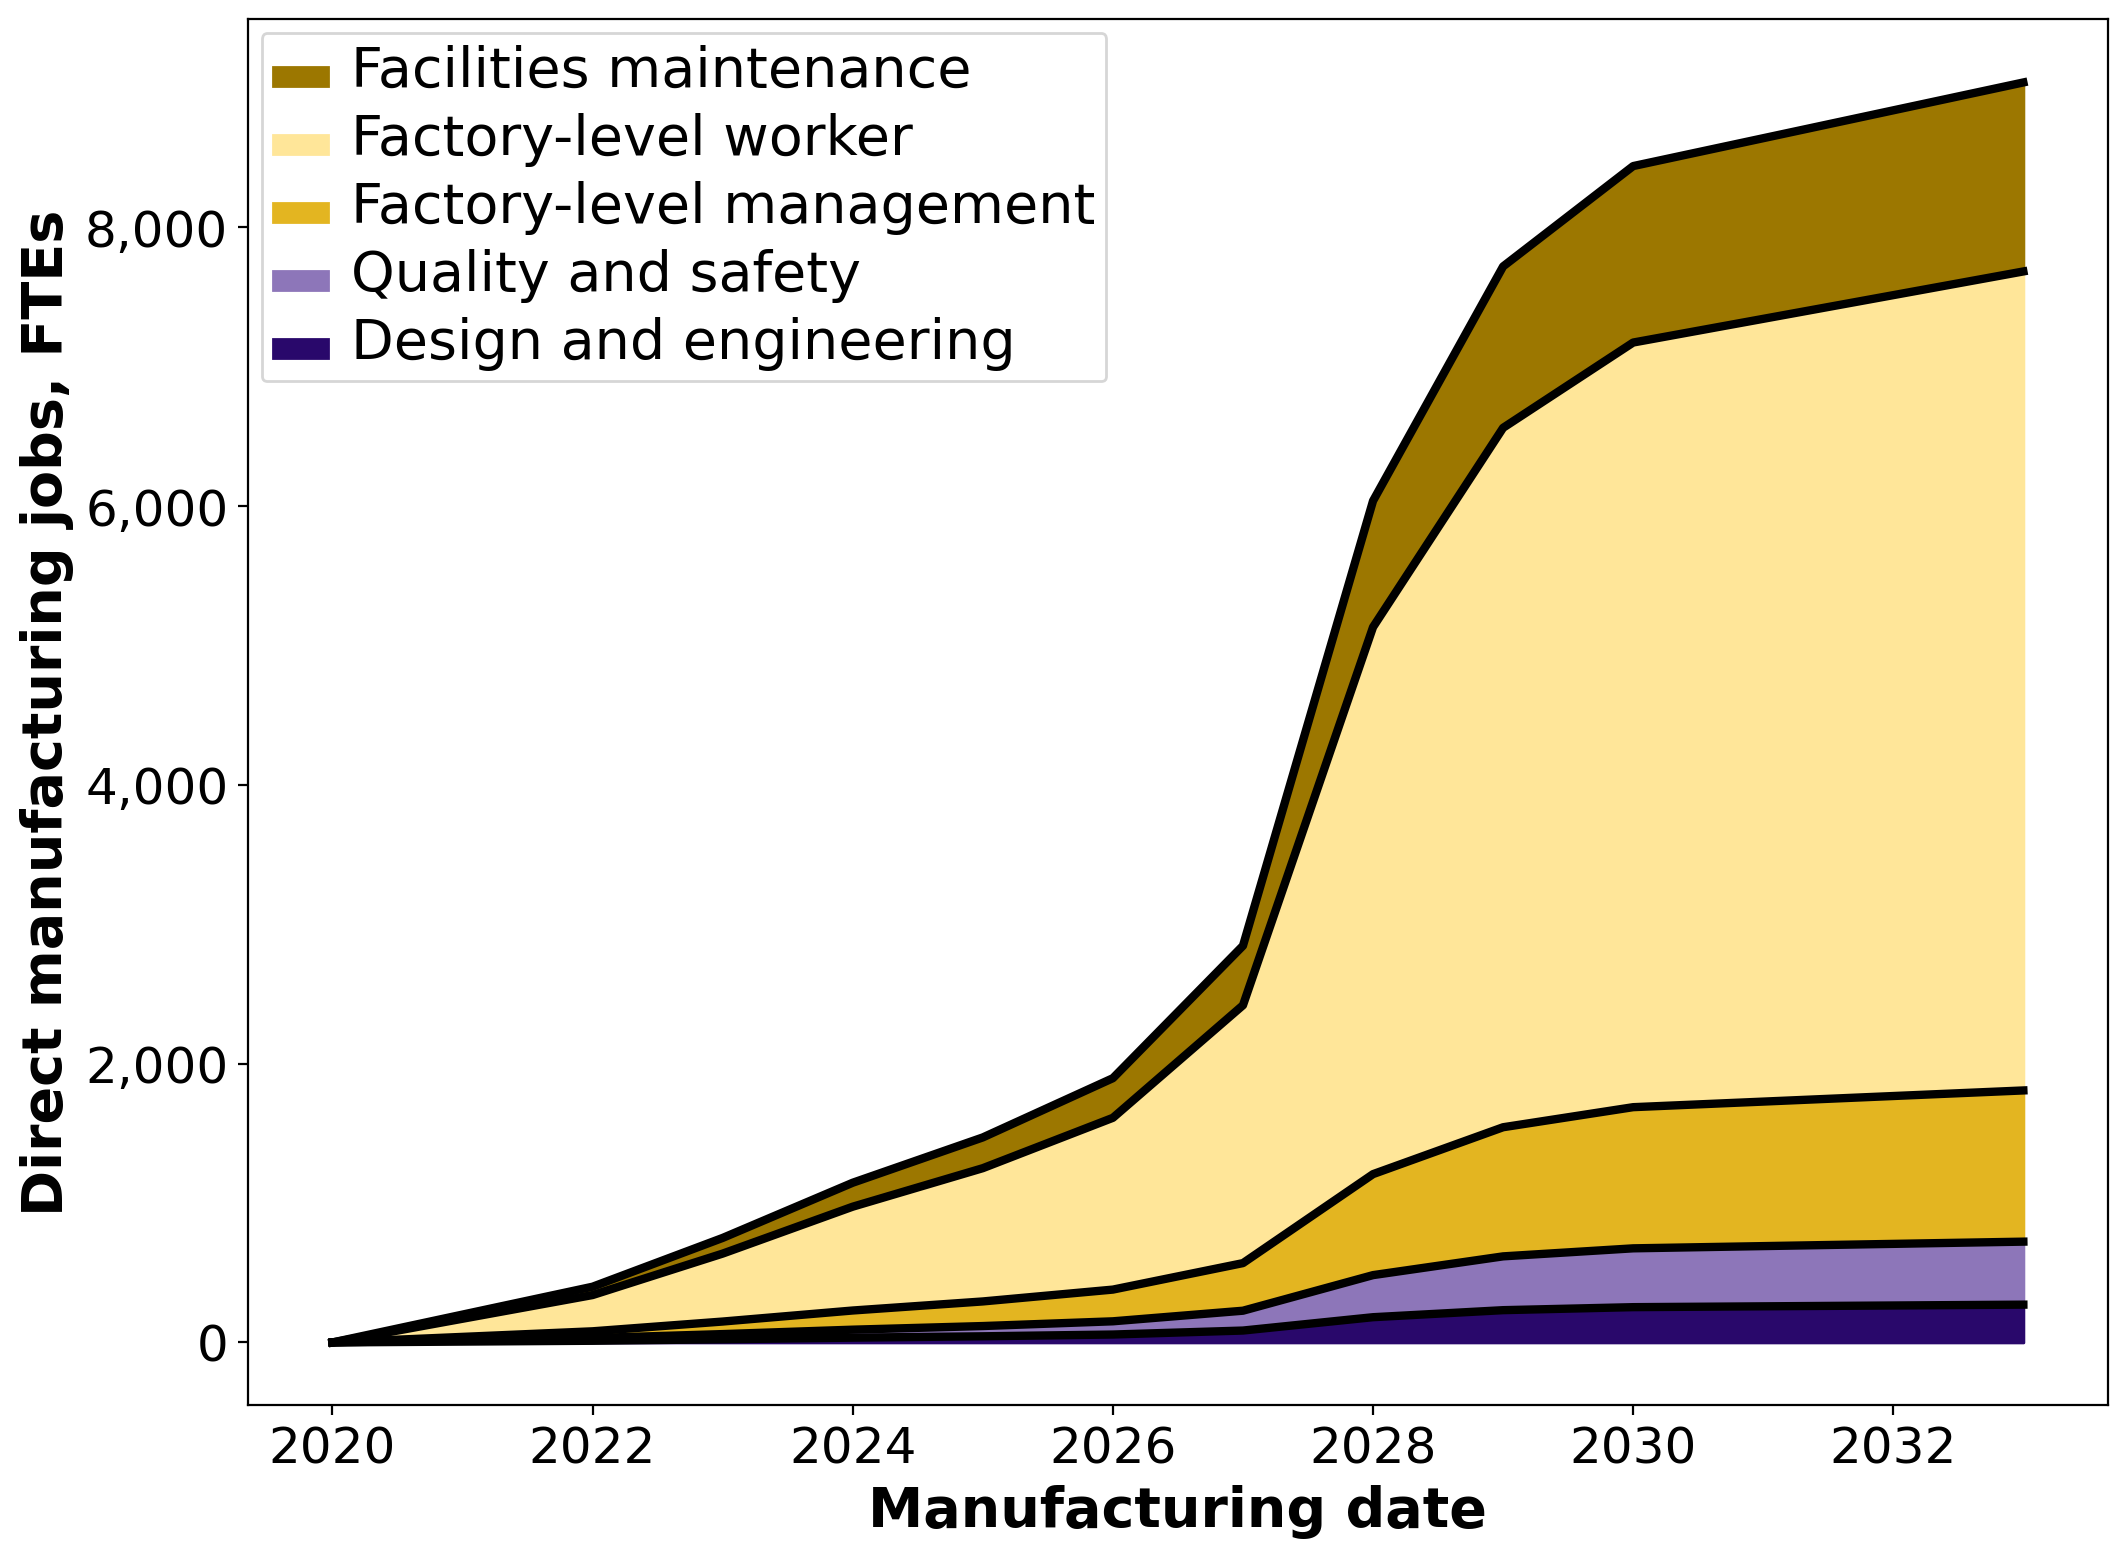 Facilities maintenance
Factory-level worker
Factory-level management
Quality and safety
Design and engineering
Direct manufacturing jobs, FTEs
8,000
6,000
4,000
2,000
0
2020 2022 2024 2026 2028 2030 2032
Manufacturing date